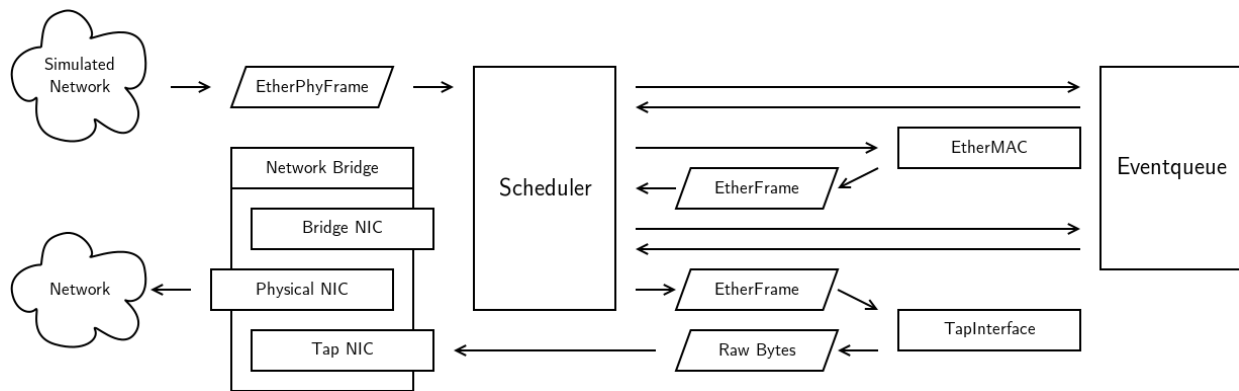 Simulated
Network
EtherPhyFrame
Network Bridge
Bridge NIC
Network
Physical NIC
Tap NIC
Scheduler
EtherMAC
EtherFrame
EtherFrame
TapInterface
Raw Bytes
Eventqueue